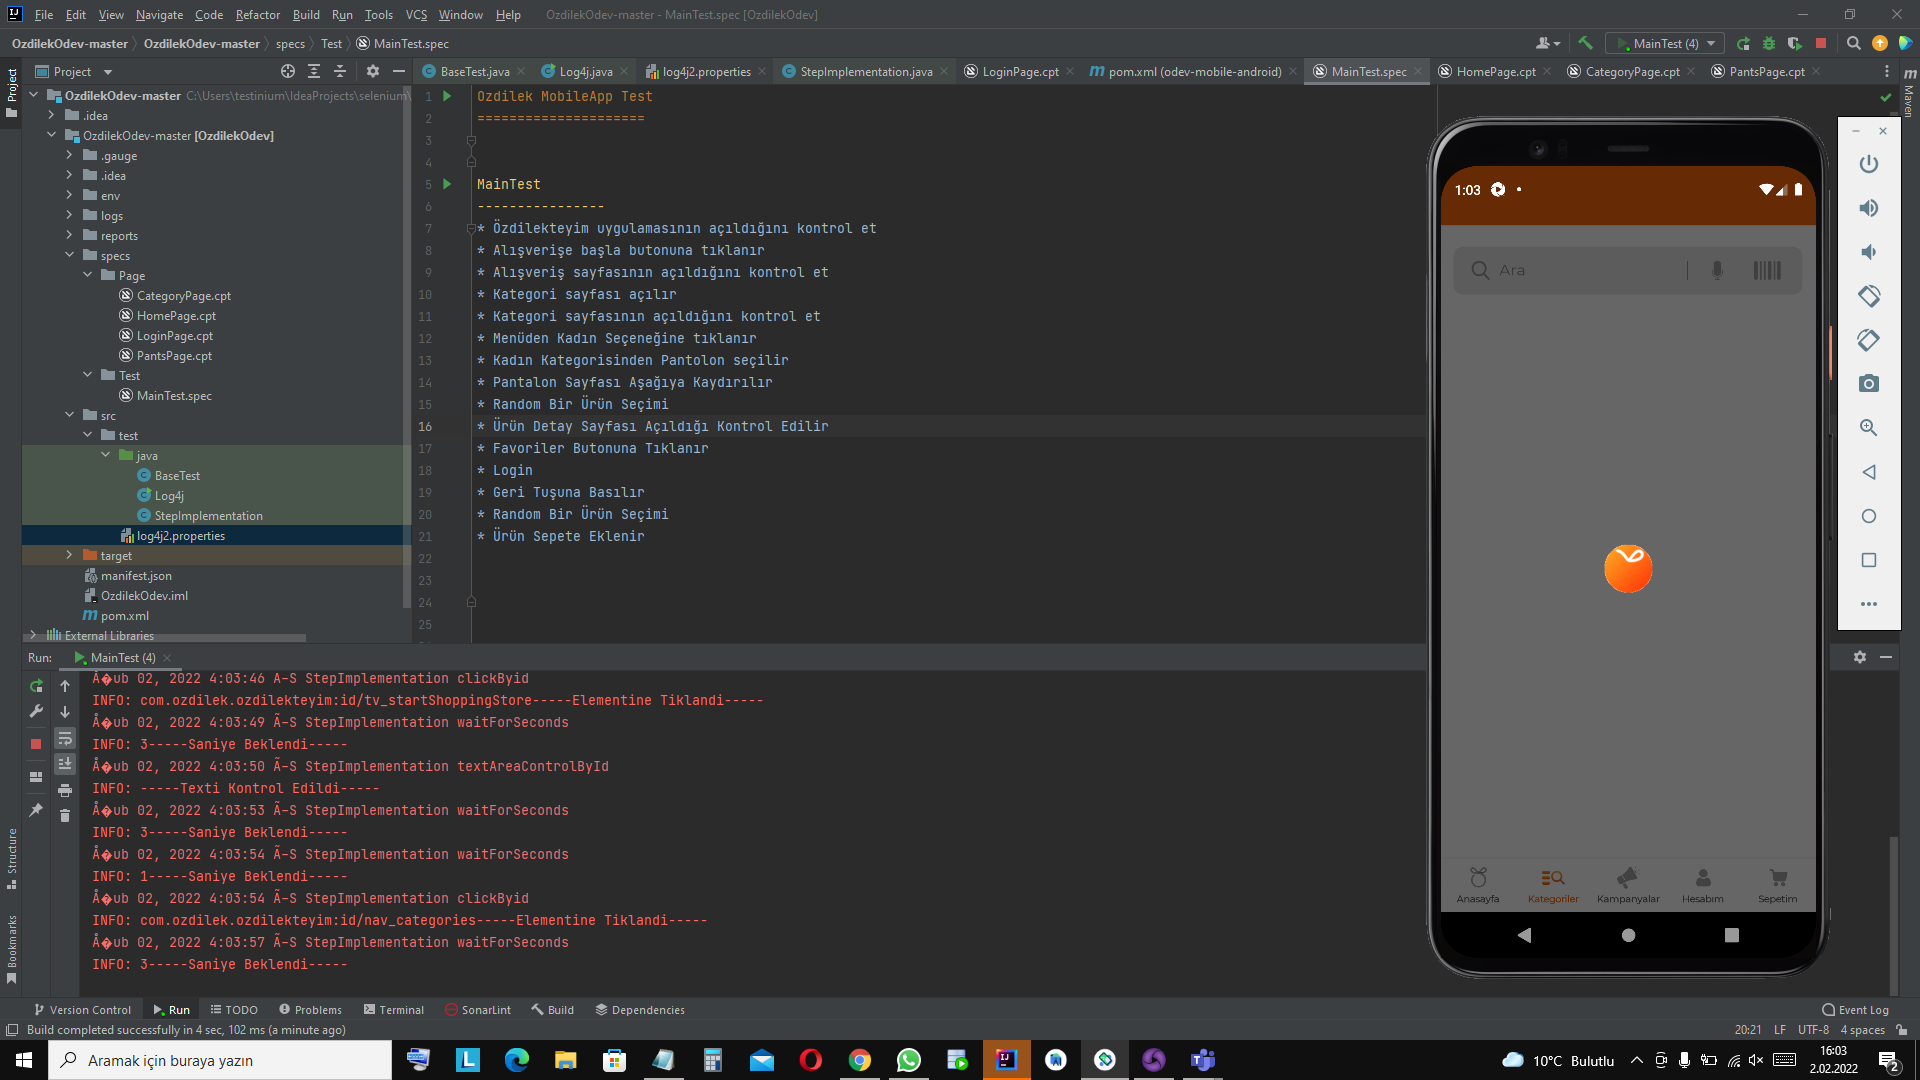 File Edit View Navigate Code Refactor Build Run Tools VCS Window Help OzdilekOdev-master - MainTest.spec [OzdilekOdev]
OzdilekOdev-master OzdilekOdev-master specs Test MainTest.spec
MainTest (4)
Project
BaseTest.java Log4j.java log4j2.properties StepImplementation.java LoginPage.cpt pom.xml (odev-mobile-android) MainTest.spec HomePage.cpt CategoryPage.cpt PantsPage.cpt
Project
Maven
OzdilekOdev-master C:\Users\testinium\IdeaProjects\selenium\
.idea
OzdilekOdev-master [OzdilekOdev]
.gauge
.idea
env
logs
reports
specs
Page
CategoryPage.cpt
HomePage.cpt
LoginPage.cpt
PantsPage.cpt
Test
MainTest.spec
src
test
java
BaseTest
Log4j
StepImplementation
log4j2.properties
target
manifest.json
OzdilekOdev.iml
pom.xml
External Libraries
1 Ozdilek MobileApp Test
2 =====================
3
4
5 MainTest
6 ----------------
7 * Özdilekteyim uygulamasının açıldığını kontrol et
8 * Alışverişe başla butonuna tıklanır
9 * Alışveriş sayfasının açıldığını kontrol et
10 * Kategori sayfası açılır
11 * Kategori sayfasının açıldığını kontrol et
12 * Menüden Kadın Seçeneğine tıklanır
13 * Kadın Kategorisinden Pantolon seçilir
14 * Pantalon Sayfası Aşağıya Kaydırılır
15 * Random Bir Ürün Seçimi
16 * Ürün Detay Sayfası Açıldığı Kontrol Edilir
17 * Favoriler Butonuna Tıklanır
18 * Login
19 * Geri Tuşuna Basılır
20 * Random Bir Ürün Seçimi
21 * Ürün Sepete Eklenir
22
23
24
25
1:03
Ara
Anasayfa Kategoriler Kampanyalar Hesabım Sepetim
Run: MainTest (4)
Å�ub 02, 2022 4:03:46 Ã-S StepImplementation clickByid
INFO: com.ozdilek.ozdilekteyim:id/tv_startShoppingStore-----Elementine Tiklandi-----
Å�ub 02, 2022 4:03:49 Ã-S StepImplementation waitForSeconds
INFO: 3-----Saniye Beklendi-----
Å�ub 02, 2022 4:03:50 Ã-S StepImplementation textAreaControlById
INFO: -----Texti Kontrol Edildi-----
Å�ub 02, 2022 4:03:53 Ã-S StepImplementation waitForSeconds
INFO: 3-----Saniye Beklendi-----
Å�ub 02, 2022 4:03:54 Ã-S StepImplementation waitForSeconds
INFO: 1-----Saniye Beklendi-----
Å�ub 02, 2022 4:03:54 Ã-S StepImplementation clickByid
INFO: com.ozdilek.ozdilekteyim:id/nav_categories-----Elementine Tiklandi-----
Å�ub 02, 2022 4:03:57 Ã-S StepImplementation waitForSeconds
INFO: 3-----Saniye Beklendi-----
Structure
Bookmarks
Version Control Run TODO Problems Terminal SonarLint Build Dependencies Event Log
Build completed successfully in 4 sec, 102 ms (a minute ago) 20:21 LF UTF-8 4 spaces
Aramak için buraya yazın
10°C Bulutlu
16:03
2.02.2022
2